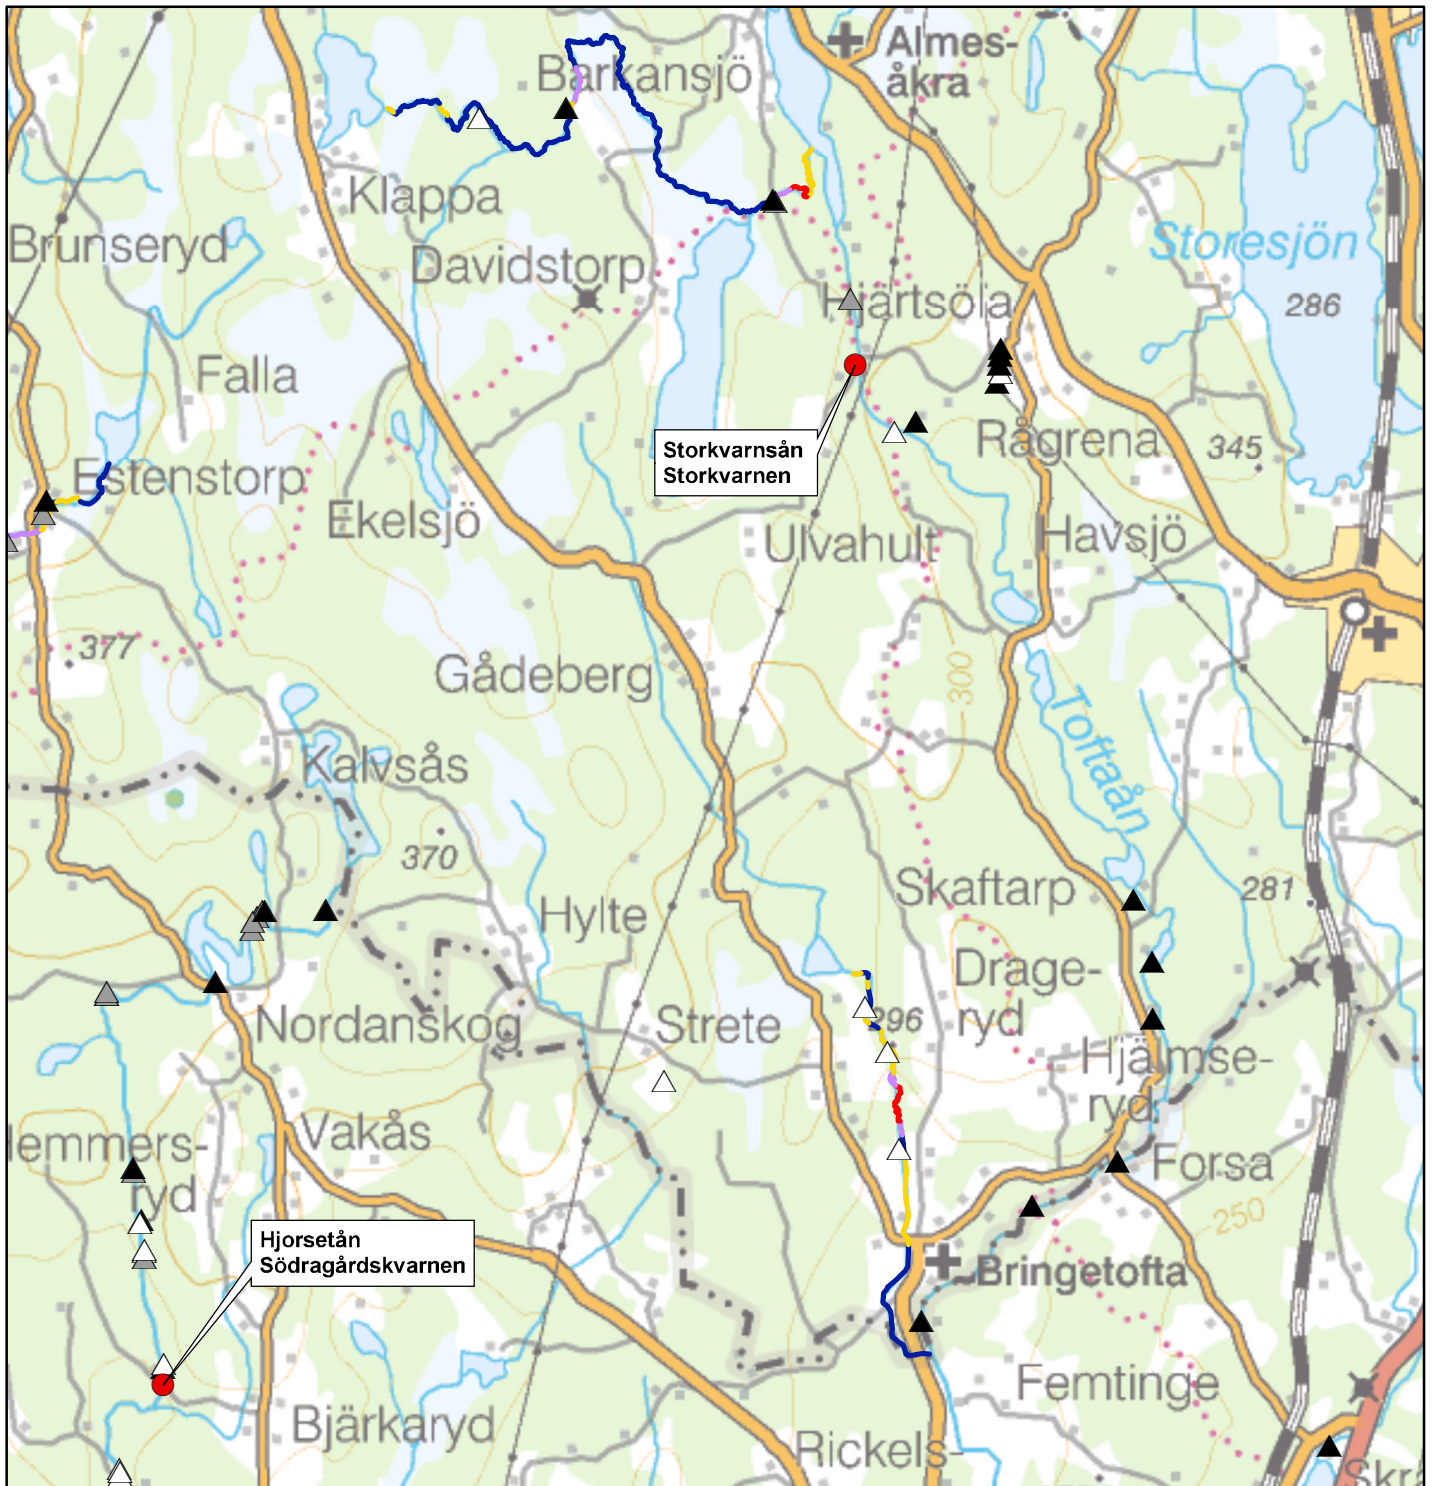 Almes-
åkra
Barkansjö
Klappa
Brunseryd
Davidstorp
Storesjön
286
Hjärtsöla
Falla
Storkvarnsån
Storkvarnen
Rågrena
345
Estenstorp
Ekelsjö
Ulvahult
Havsjö
377
Gådeberg
300
Toftaån
Kalvsås
370
Skaftarp
281
Hylte
Drage-
ryd
Nordanskog
Strete
296
Hjälmse-
ryd
Vakås
Hemmers-
ryd
Forsa
250
Hjorsetån
Södragårdskvarnen
Bringetofta
Femtinge
Bjärkaryd
Rickels-
Skr